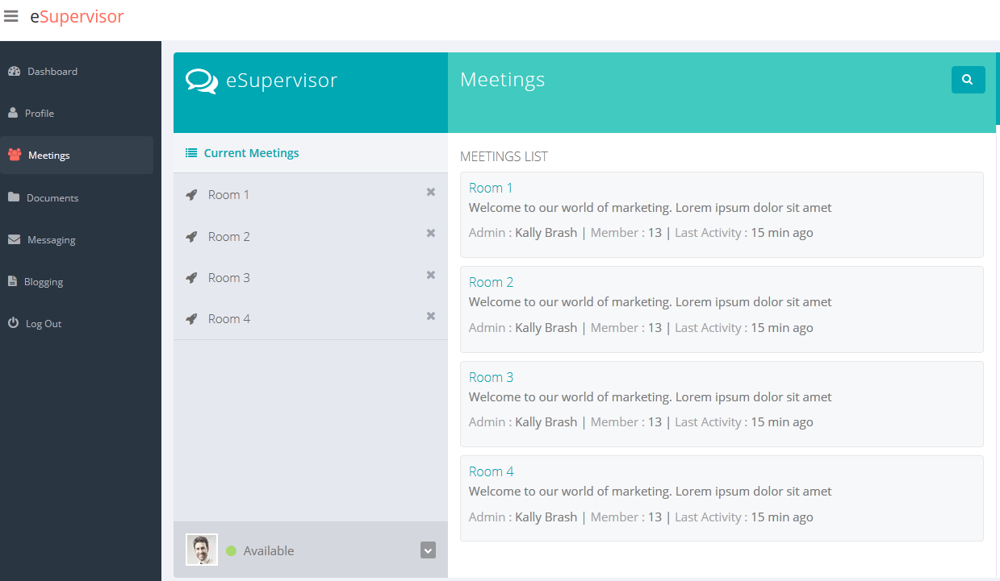 eSupervisor
Dashboard
Profile
Meetings
Documents
Messaging
Blogging
Log Out
eSupervisor
Current Meetings
Room 1
Room 2
Room 3
Room 4
Available
Meetings
MEETINGS LIST
Room 1
Welcome to our world of marketing. Lorem ipsum dolor sit amet
Admin : Kally Brash | Member : 13 | Last Activity : 15 min ago
Room 2
Welcome to our world of marketing. Lorem ipsum dolor sit amet
Admin : Kally Brash | Member : 13 | Last Activity : 15 min ago
Room 3
Welcome to our world of marketing. Lorem ipsum dolor sit amet
Admin : Kally Brash | Member : 13 | Last Activity : 15 min ago
Room 4
Welcome to our world of marketing. Lorem ipsum dolor sit amet
Admin : Kally Brash | Member : 13 | Last Activity : 15 min ago